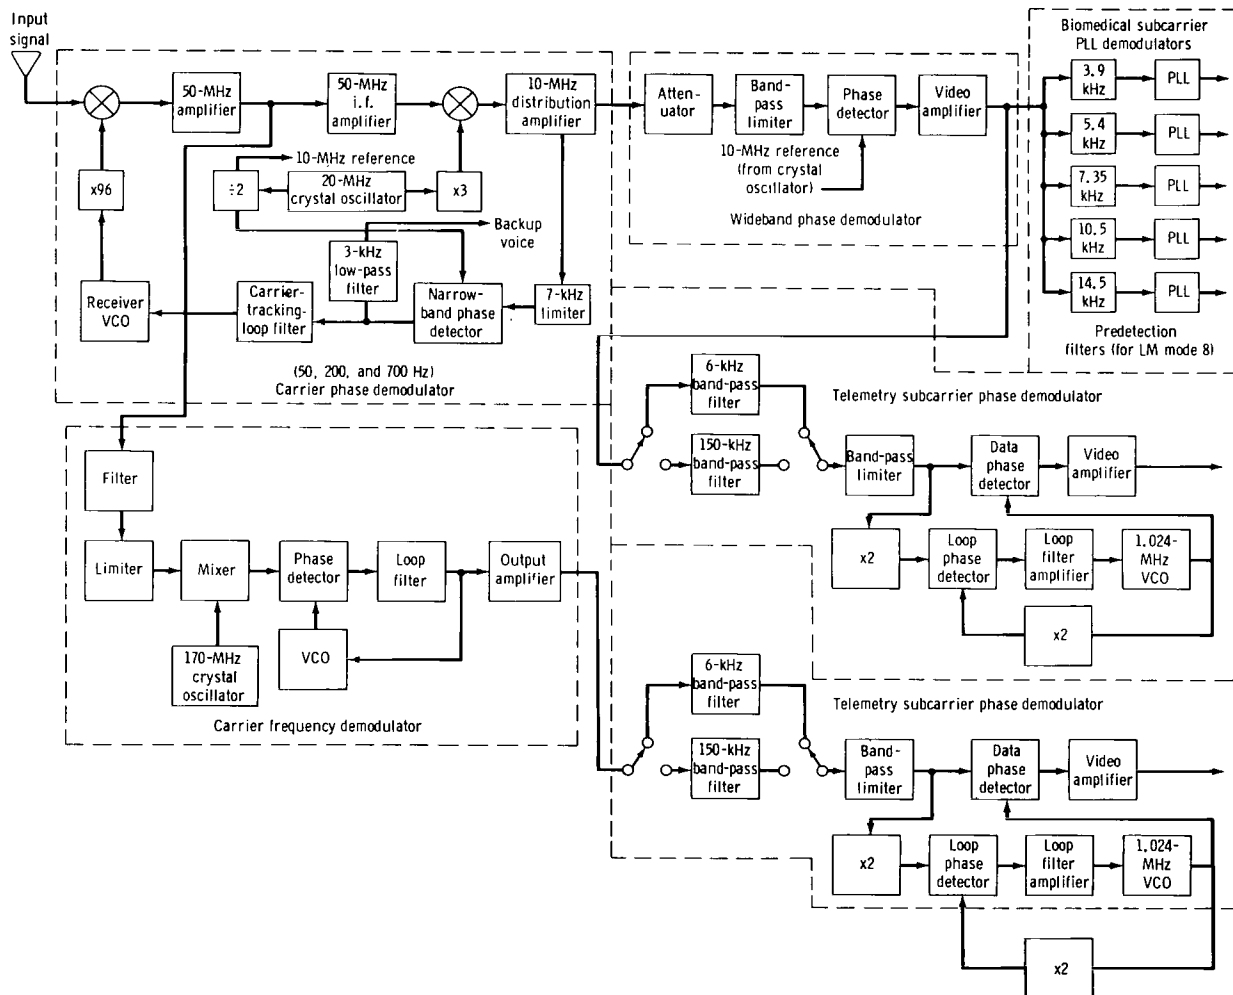 Input
signal
50-MHz
amplifier
50-MHz
i.f.
amplifier
10-MHz
distribution
amplifier
x96
10-MHz reference
÷2
20-MHz
crystal oscillator
x3
Backup
voice
3-kHz
low-pass
filter
Receiver
VCO
Carrier-
tracking-
loop filter
Narrow-
band phase
detector
7-kHz
limiter
(50, 200, and 700 Hz)
Carrier phase demodulator
Atten-
uator
Band-
pass
limiter
Phase
detector
Video
amplifier
10-MHz reference
(from crystal
oscillator)
Wideband phase demodulator
Biomedical subcarrier
PLL demodulators
3.9
kHz
PLL
5.4
kHz
PLL
7.35
kHz
PLL
10.5
kHz
PLL
14.5
kHz
PLL
Predetection
filters (for LM mode 8)
Filter
Limiter
Mixer
Phase
detector
Loop
filter
Output
amplifier
170-MHz
crystal
oscillator
VCO
Carrier frequency demodulator
6-kHz
band-pass
filter
150-kHz
band-pass
filter
Telemetry subcarrier phase demodulator
Band-pass
limiter
Data
phase
detector
Video
amplifier
x2
Loop
phase
detector
Loop
filter
amplifier
1.024-
MHz
VCO
x2
6-kHz
band-pass
filter
150-kHz
band-pass
filter
Telemetry subcarrier phase demodulator
Band-
pass
limiter
Data
phase
detector
Video
amplifier
x2
Loop
phase
detector
Loop
filter
amplifier
1.024-
MHz
VCO
x2